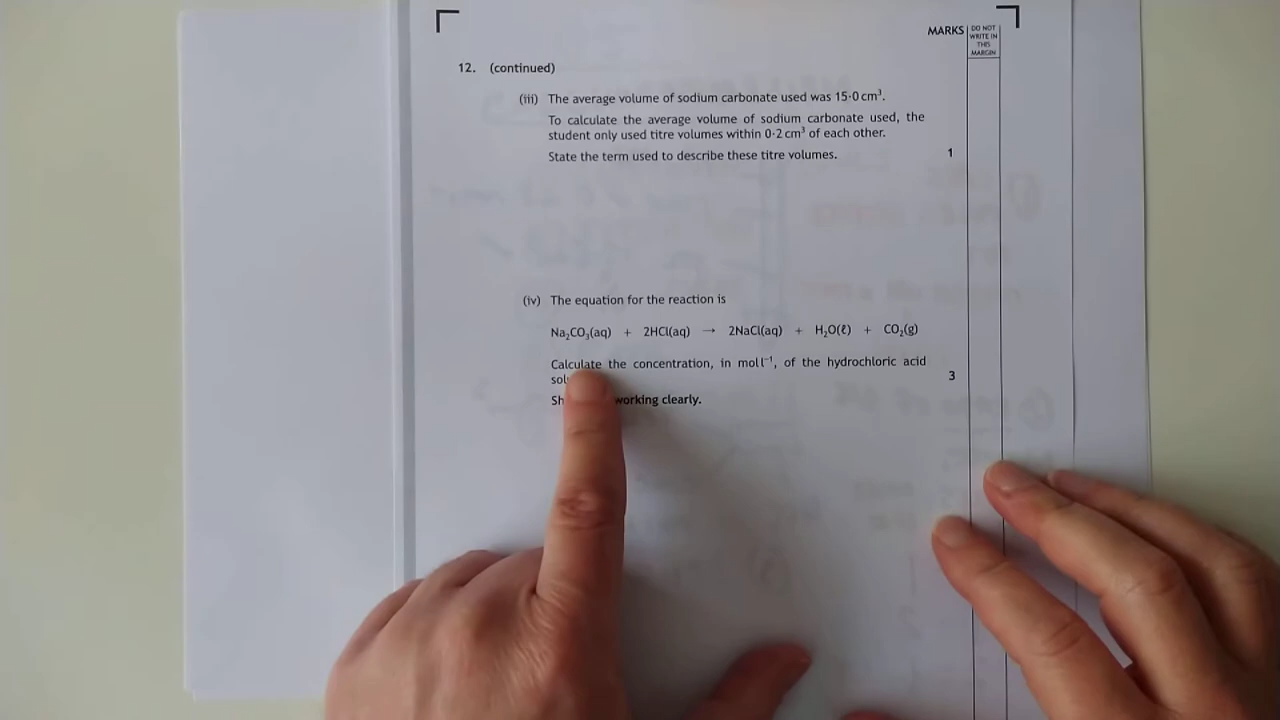 MARKS
DO NOT
WRITE IN
THIS
MARGIN
12. (continued)
(iii) The average volume of sodium carbonate used was 15·0 cm³.
To calculate the average volume of sodium carbonate used, the
student only used titre volumes within 0·2 cm³ of each other.
State the term used to describe these titre volumes. 1
(iv) The equation for the reaction is
Na₂CO₃(aq) + 2HCl(aq) → 2NaCl(aq) + H₂O(ℓ) + CO₂(g)
Calculate the concentration, in mol l⁻¹, of the hydrochloric acid
3
working clearly.